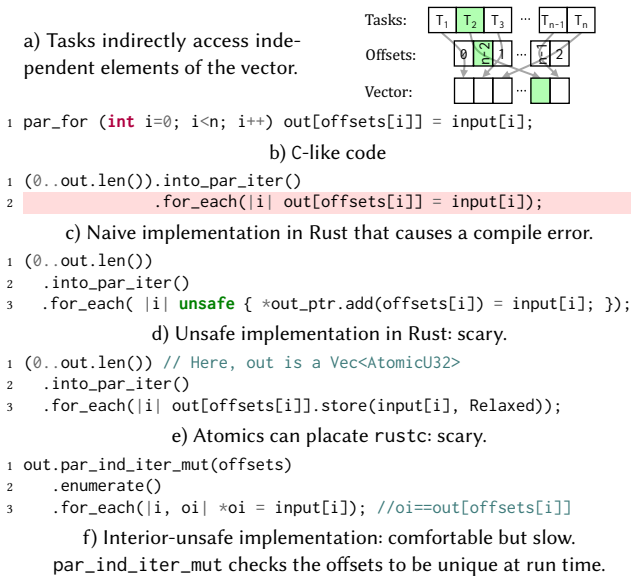 Tasks: T1 T2 T3 ... Tn−1 Tn
a) Tasks indirectly access inde-
pendent elements of the vector.
Offsets: 0 n-2 1 ... n-1 2
Vector: ...
1 par_for (int i=0; i<n; i++) out[offsets[i]] = input[i];
b) C-like code
1 (0..out.len()).into_par_iter()
2 .for_each(|i| out[offsets[i]] = input[i]);
c) Naive implementation in Rust that causes a compile error.
1 (0..out.len())
2 .into_par_iter()
3 .for_each( |i| unsafe { *out_ptr.add(offsets[i]) = input[i]; });
d) Unsafe implementation in Rust: scary.
1 (0..out.len()) // Here, out is a Vec<AtomicU32>
2 .into_par_iter()
3 .for_each(|i| out[offsets[i]].store(input[i], Relaxed));
e) Atomics can placate rustc: scary.
1 out.par_ind_iter_mut(offsets)
2 .enumerate()
3 .for_each(|i, oi| *oi = input[i]); //oi==out[offsets[i]]
f) Interior-unsafe implementation: comfortable but slow.
par_ind_iter_mut checks the offsets to be unique at run time.